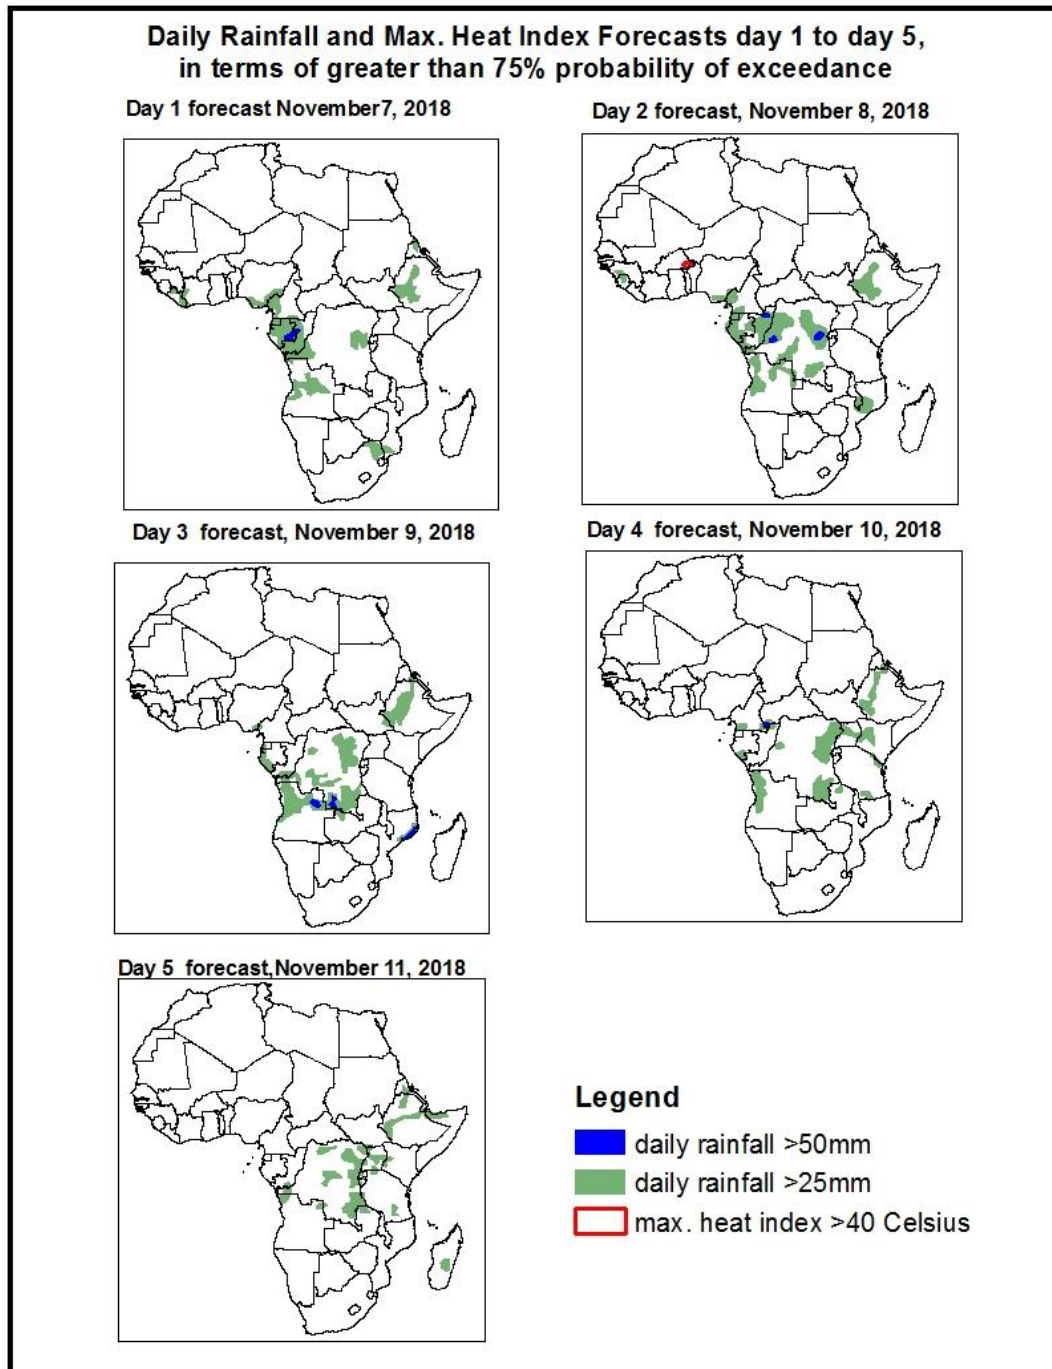 Daily Rainfall and Max. Heat Index Forecasts day 1 to day 5,
in terms of greater than 75% probability of exceedance
Day 1 forecast November7, 2018
Day 2 forecast, November 8, 2018
Day 3 forecast, November 9, 2018
Day 4 forecast, November 10, 2018
Day 5 forecast,November 11, 2018
Legend
daily rainfall >50mm
daily rainfall >25mm
max. heat index >40 Celsius